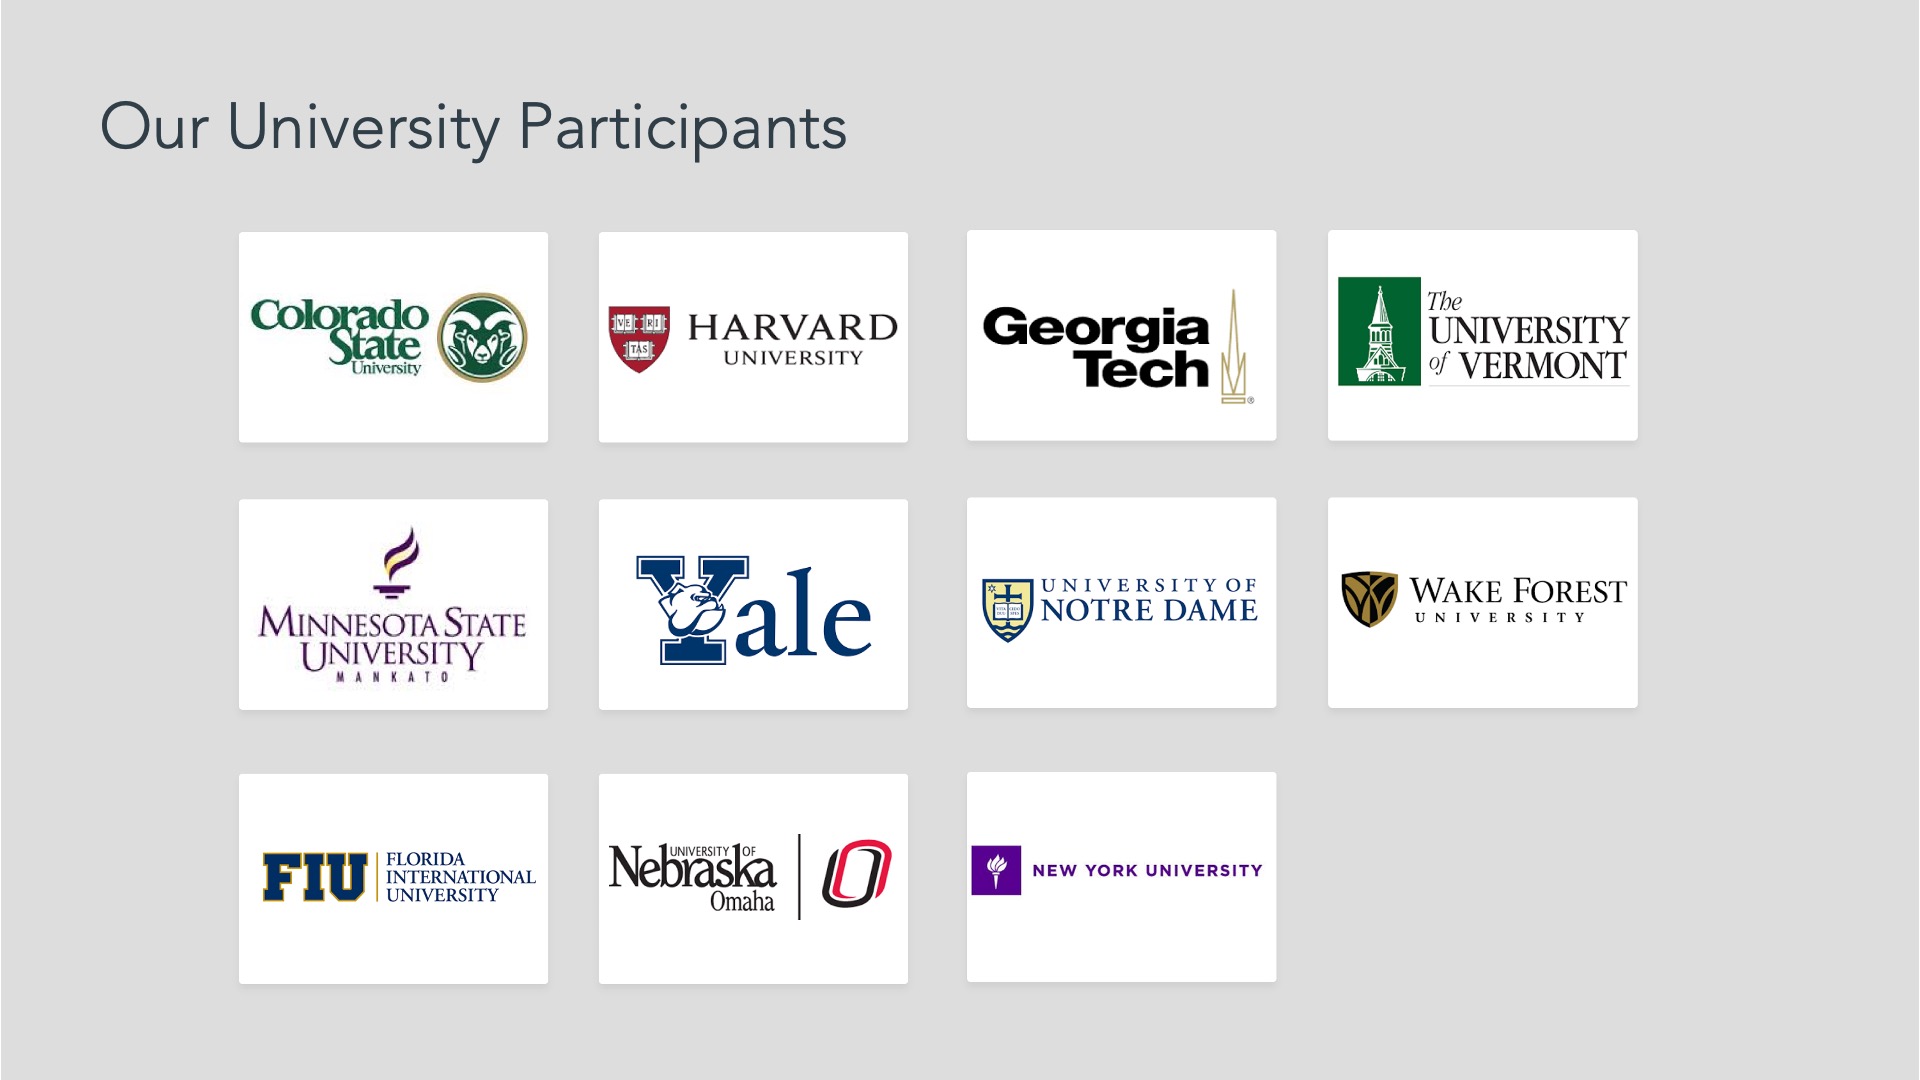 Our University Participants
Colorado
State
University
VE RI
TAS
HARVARD
UNIVERSITY
Georgia
Tech
®
The
UNIVERSITY
of VERMONT
MINNESOTA STATE
UNIVERSITY
MANKATO
Yale
UNIVERSITY OF
NOTRE DAME
WAKE FOREST
UNIVERSITY
FIU
FLORIDA
INTERNATIONAL
UNIVERSITY
UNIVERSITY OF
Nebraska
Omaha
O
NEW YORK UNIVERSITY